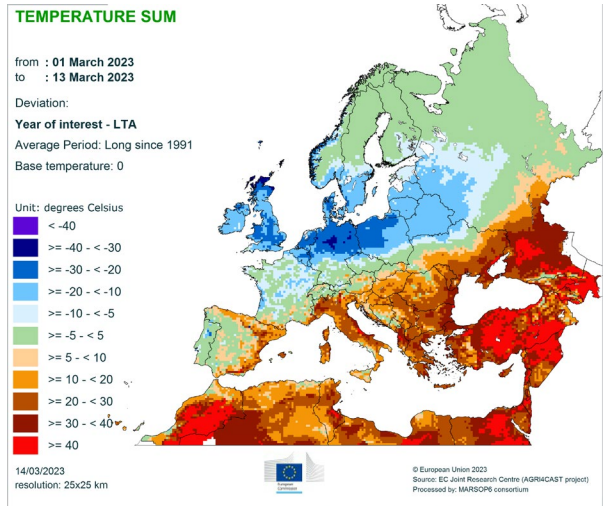 TEMPERATURE SUM
from : 01 March 2023
to : 13 March 2023
Deviation:
Year of interest - LTA
Average Period: Long since 1991
Base temperature: 0
Unit: degrees Celsius
< -40
>= -40 - < -30
>= -30 - < -20
>= -20 - < -10
>= -10 - < -5
>= -5 - < 5
>= 5 - < 10
>= 10 - < 20
>= 20 - < 30
>= 30 - < 40
>= 40
14/03/2023
resolution: 25x25 km
European
Commission
© European Union 2023
Source: EC Joint Research Centre (AGRI4CAST project)
Processed by: MARSOP6 consortium